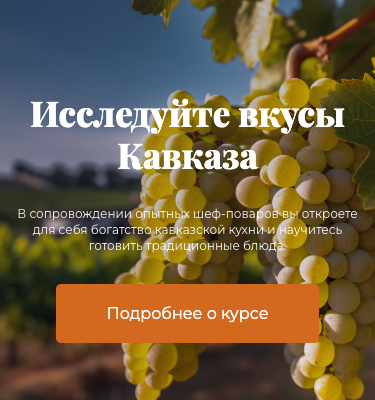 Исследуйте вкусы
Кавказа
В сопровождении опытных шеф-поваров вы откроете
для себя богатство кавказской кухни и научитесь
готовить традиционные блюда.
Подробнее о курсе